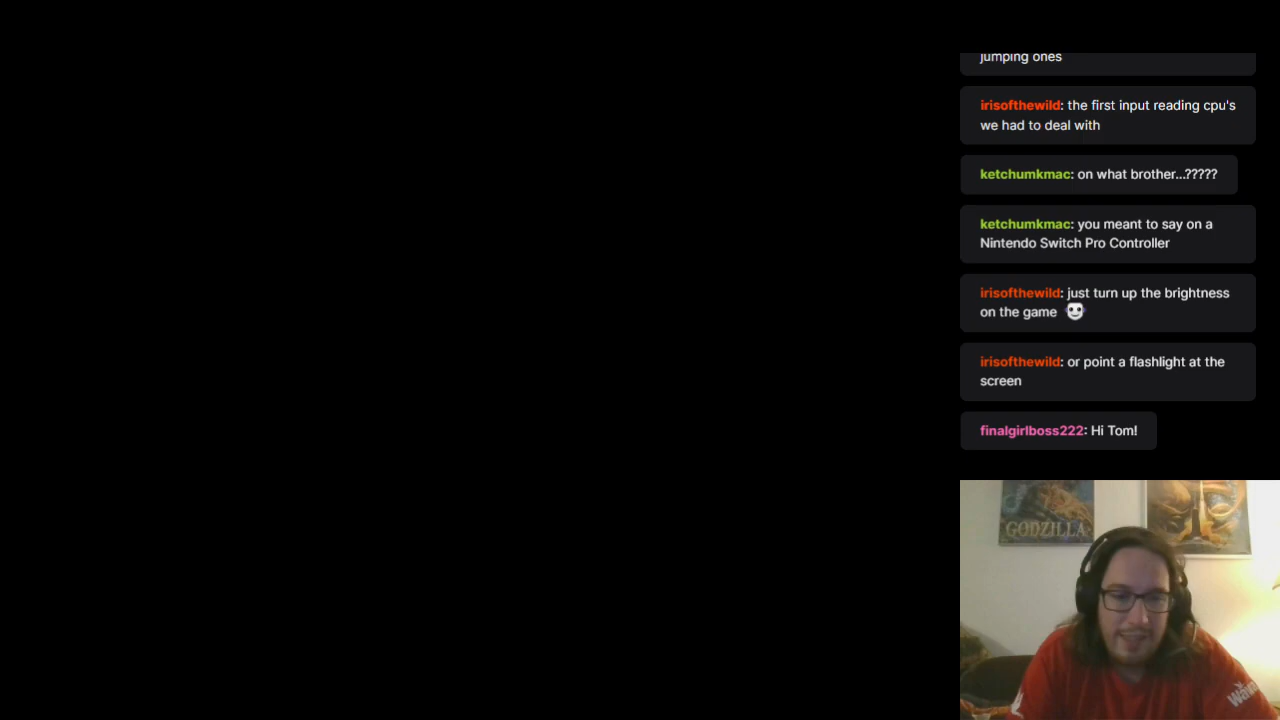 jumping ones
irisofthewild: the first input reading cpu's
we had to deal with
ketchumkmac: on what brother...?????
ketchumkmac: you meant to say on a
Nintendo Switch Pro Controller
irisofthewild: just turn up the brightness
on the game
irisofthewild: or point a flashlight at the
screen
finalgirlboss222: Hi Tom!
GODZILLA